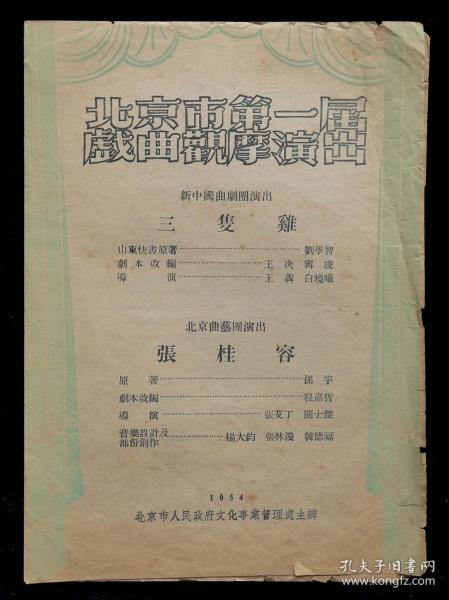 北京市第一届
戲曲觀摩演出
新中國曲劇團演出
三隻雞
山東快書原著 劉學智
劇本改編 王決 寗凌
導演 王犇 白曉曦
北京曲藝團演出
張桂容
原著 孫芋
劇本改編 程嘉哲
導演 張艾丁 關士傑
音樂設計及
部份創作 楊大鈞 張林漪 韓德福
1954
北京市人民政府文化事業管理處主辦
孔夫子旧书网
www.kongfz.com